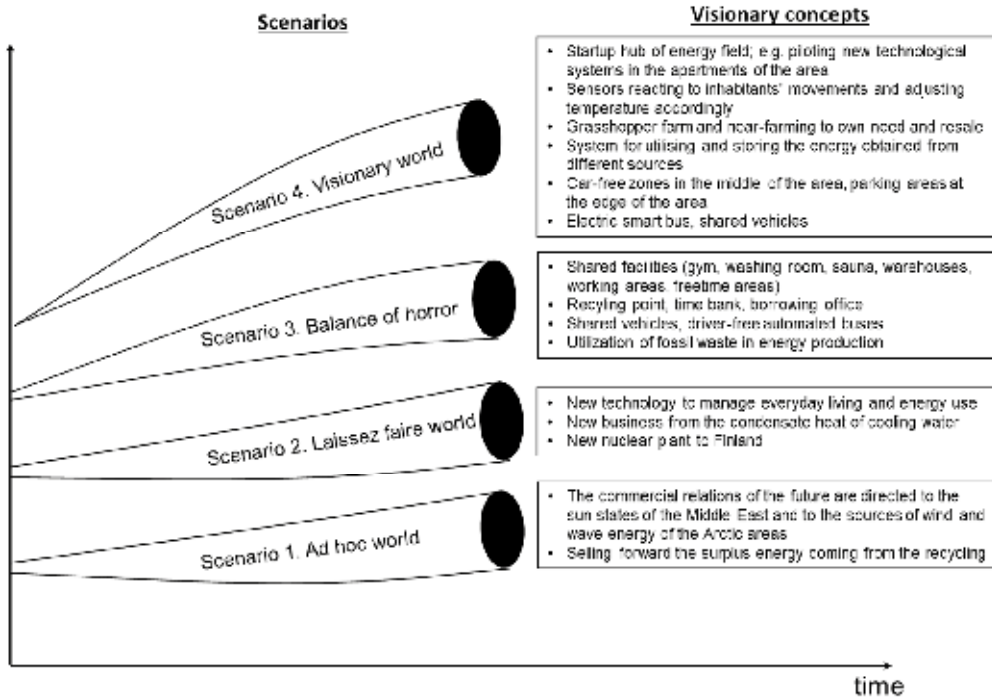 Scenarios
Visionary concepts
• Startup hub of energy field; e.g. piloting new technological
systems in the apartments of the area
• Sensors reacting to inhabitants' movements and adjusting
temperature accordingly
• Grasshopper farm and near-farming to own need and resale
• System for utilising and storing the energy obtained from
different sources
• Car-free zones in the middle of the area, parking areas at
the edge of the area
• Electric smart bus, shared vehicles
Scenario 4. Visionary world
• Shared facilities (gym, washing room, sauna, warehouses,
working areas, freetime areas)
• Recyling point, time bank, borrowing office
• Shared vehicles, driver-free automated buses
• Utilization of fossil waste in energy production
Scenario 3. Balance of horror
• New technology to manage everyday living and energy use
• New business from the condensate heat of cooling water
• New nuclear plant to Finland
Scenario 2. Laissez faire world
• The commercial relations of the future are directed to the
sun states of the Middle East and to the sources of wind and
wave energy of the Arctic areas
• Selling forward the surplus energy coming from the recycling
Scenario 1. Ad hoc world
time